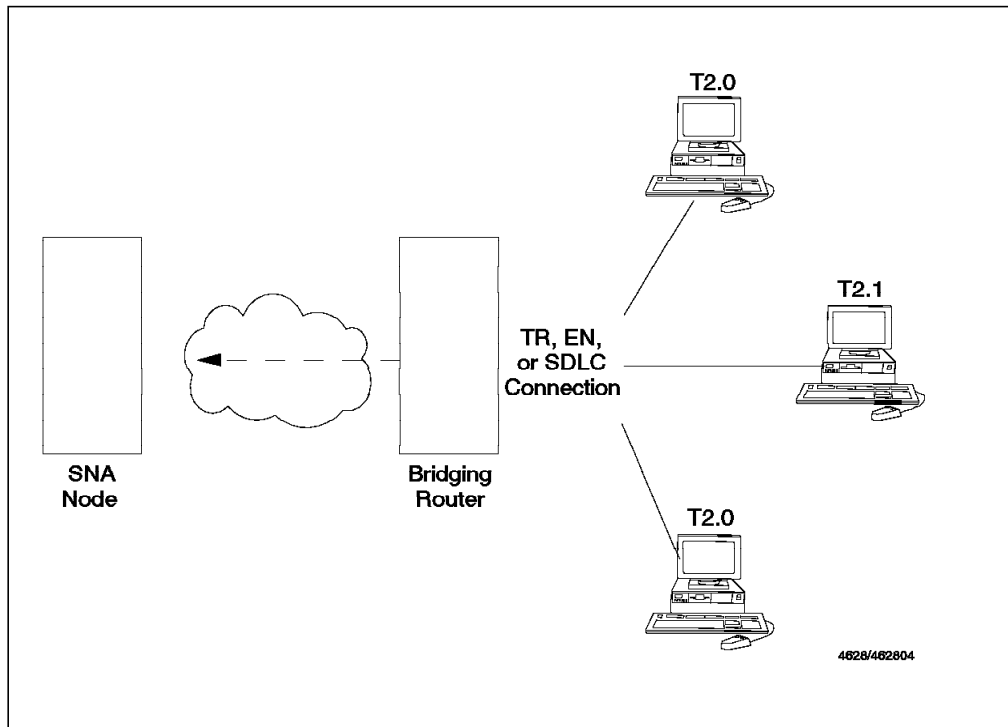 T2.0
T2.1
TR, EN,
or SDLC
Connection
SNA
Node
Bridging
Router
T2.0
4628/462804